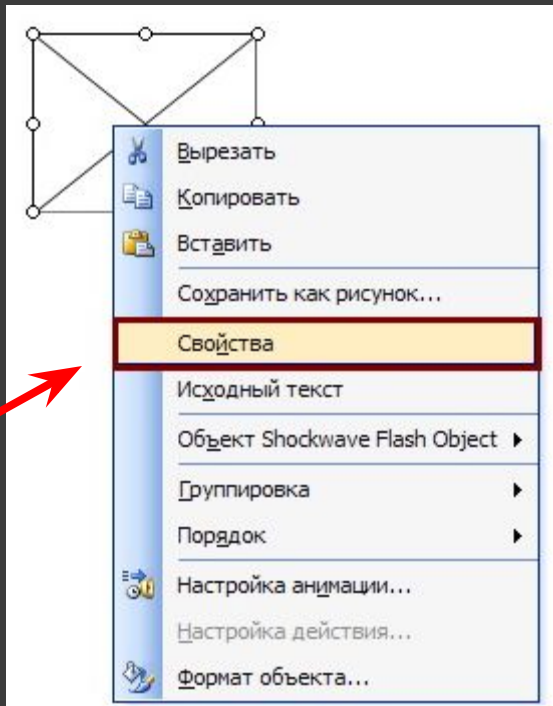 Вырезать
Копировать
Вставить
Сохранить как рисунок...
Свойства
Исходный текст
Объект Shockwave Flash Object
Группировка
Порядок
Настройка анимации...
Настройка действия...
Формат объекта...